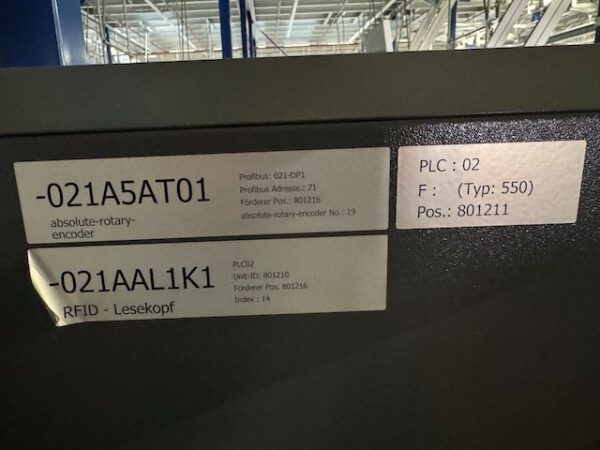 -021A5AT01
absolute-rotary-
encoder
Profibus: 021-DP1
Profibus Adresse.: 71
Förderer Pos.: 801216
absolute-rotary-encoder No.: 19
PLC : 02
F : (Typ: 550)
Pos.: 801211
-021AAL1K1
RFID - Lesekopf
PLC02
Unit-ID: 801210
Förderer Pos. 801216
Index : 14